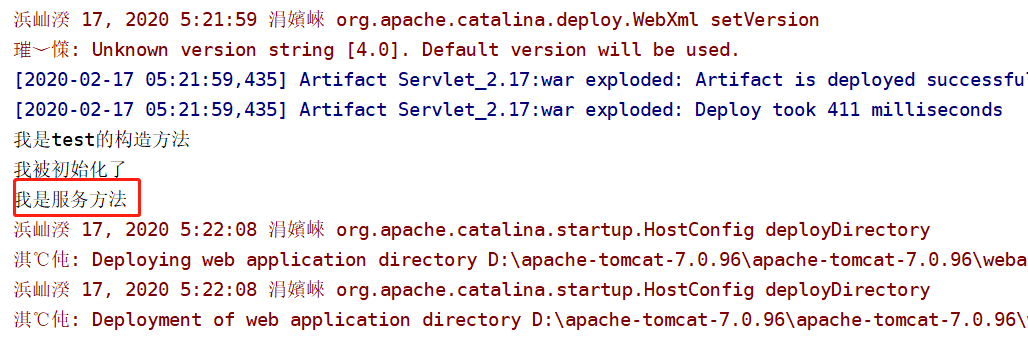 浜屾湀 17, 2020 5:21:59 涓嬪崍 org.apache.catalina.deploy.WebXml setVersion
璀﹀憡: Unknown version string [4.0]. Default version will be used.
[2020-02-17 05:21:59,435] Artifact Servlet_2.17:war exploded: Artifact is deployed successfu
[2020-02-17 05:21:59,435] Artifact Servlet_2.17:war exploded: Deploy took 411 milliseconds
我是test的构造方法
我被初始化了
我是服务方法
浜屾湀 17, 2020 5:22:08 涓嬪崍 org.apache.catalina.startup.HostConfig deployDirectory
淇℃伅: Deploying web application directory D:\apache-tomcat-7.0.96\apache-tomcat-7.0.96\weba
浜屾湀 17, 2020 5:22:08 涓嬪崍 org.apache.catalina.startup.HostConfig deployDirectory
淇℃伅: Deployment of web application directory D:\apache-tomcat-7.0.96\apache-tomcat-7.0.96\